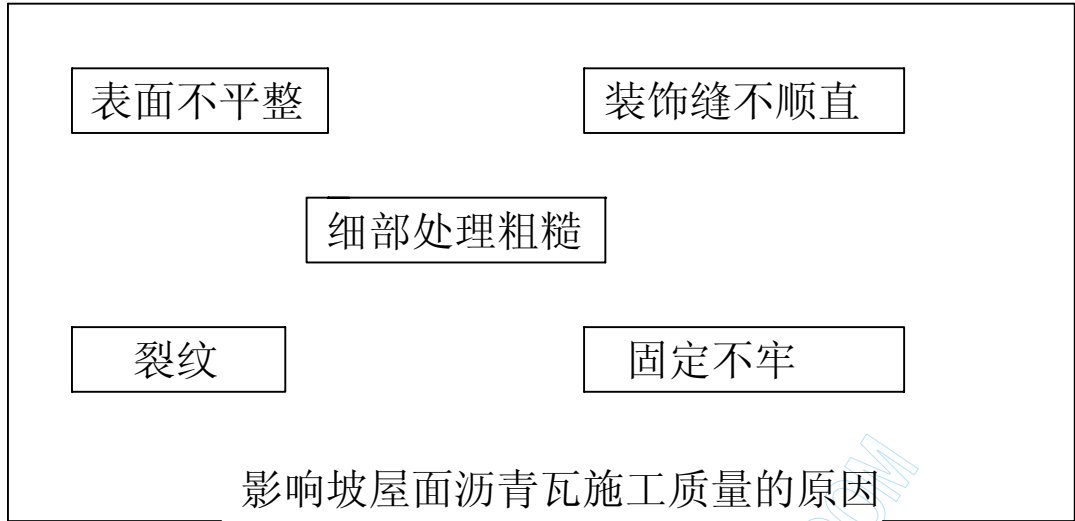 表面不平整
装饰缝不顺直
细部处理粗糙
裂纹
固定不牢
影响坡屋面沥青瓦施工质量的原因